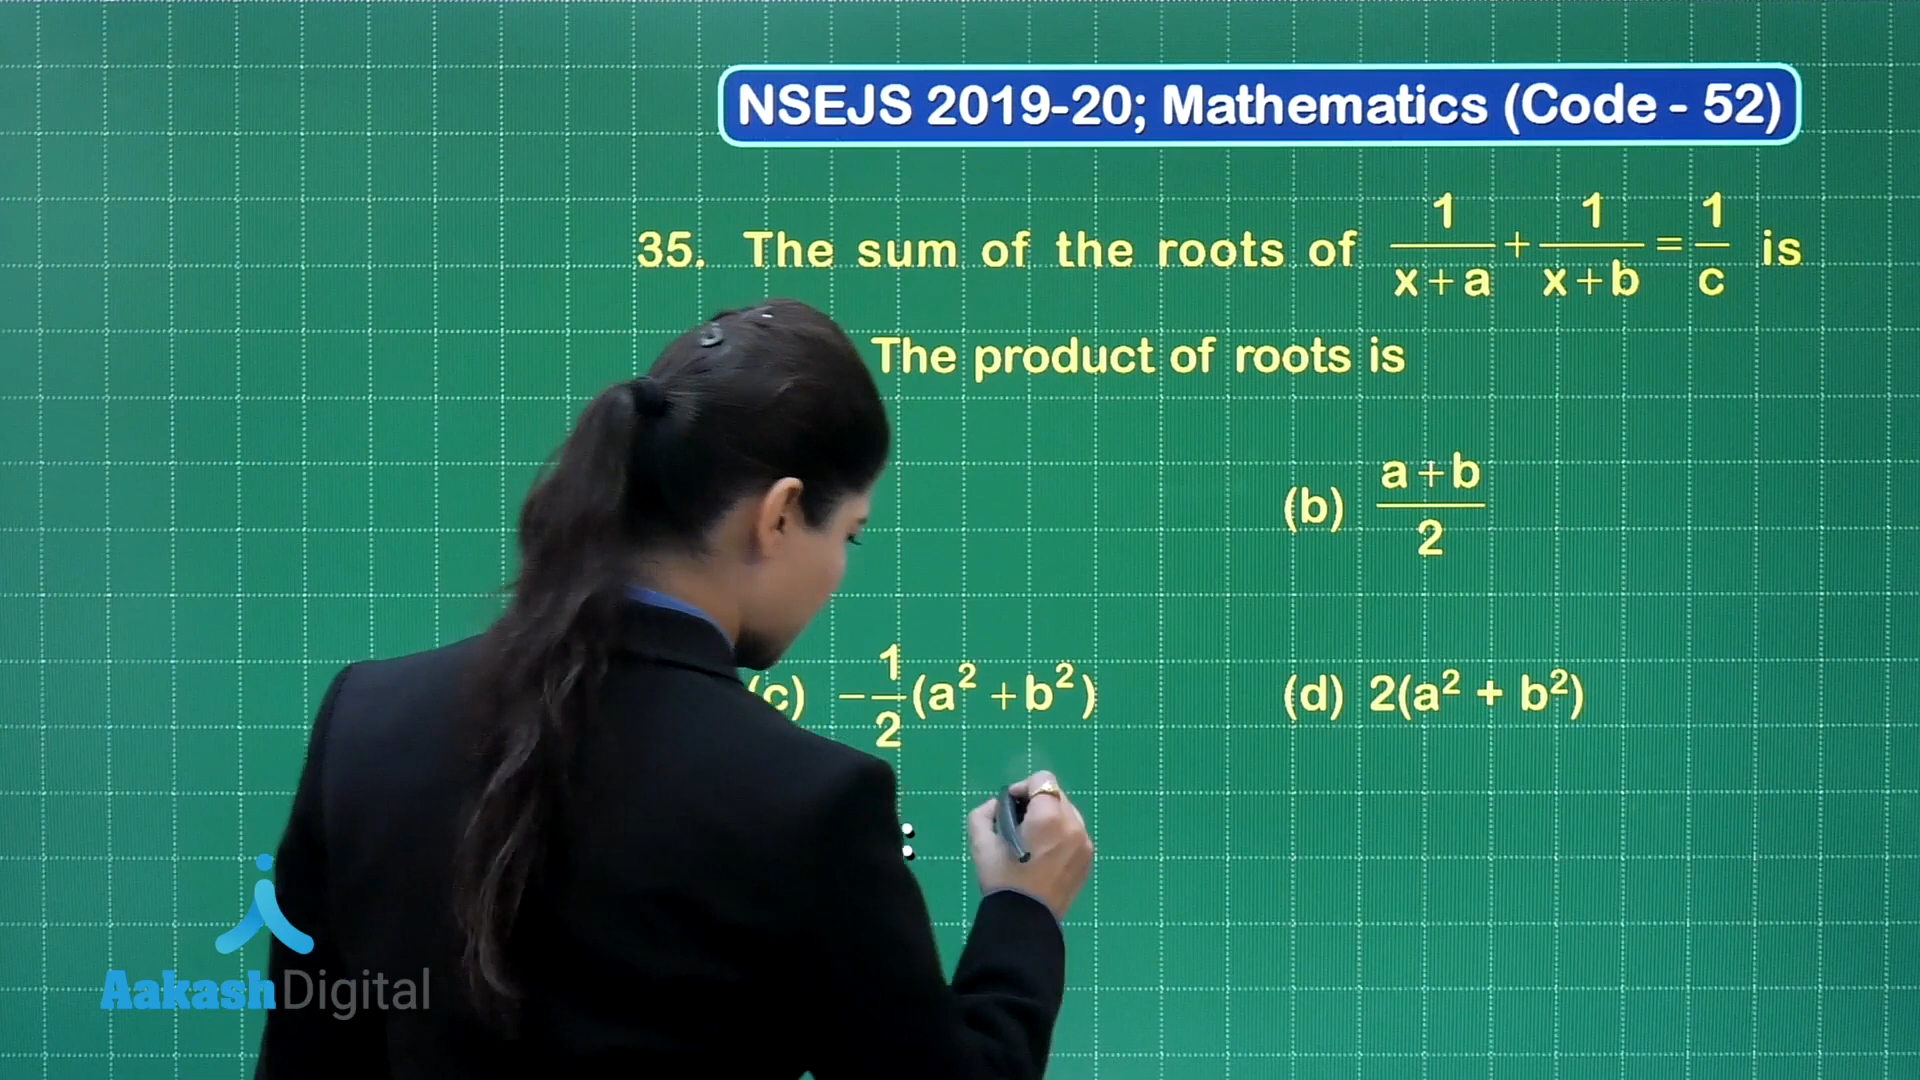 NSEJS 2019-20; Mathematics (Code - 52)
35. The sum of the roots of 1/(x+a) + 1/(x+b) = 1/c is
The product of roots is
(b) (a+b)/2
(c) -1/2(a² + b²)
(d) 2(a² + b²)
Aakash Digital